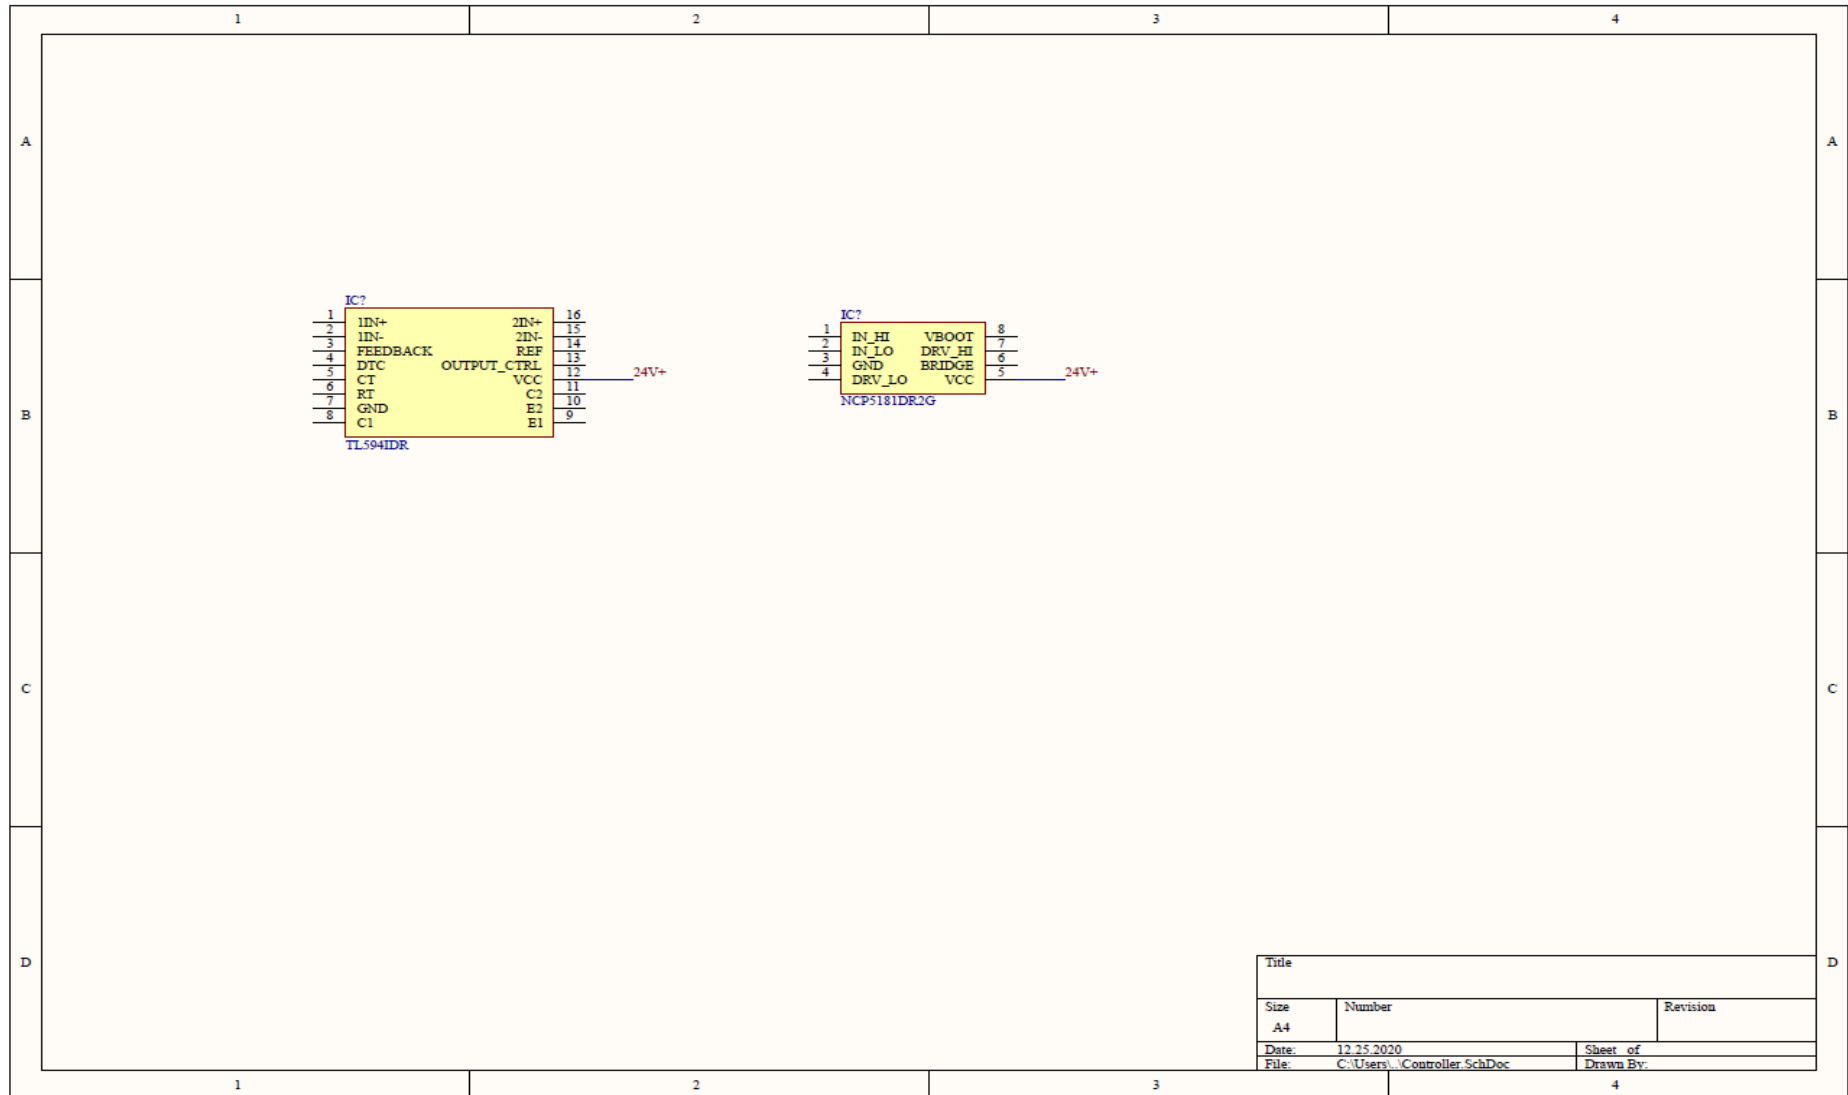 1 2 3 4
A A
IC?
1 1IN+ 2IN+ 16
2 1IN- 2IN- 15
3 FEEDBACK REF 14
4 DTC OUTPUT_CTRL 13
5 CT VCC 12 24V+
6 RT C2 11
7 GND E2 10
8 C1 E1 9
TL594IDR
IC?
1 IN_HI VBOOT 8
2 IN_LO DRV_HI 7
3 GND BRIDGE 6
4 DRV_LO VCC 5 24V+
NCP5181DR2G
B B
C C
D D
Title
Size Number Revision
A4
Date: 12.25.2020 Sheet of
File: C:\Users\..\Controller.SchDoc Drawn By:
1 2 3 4